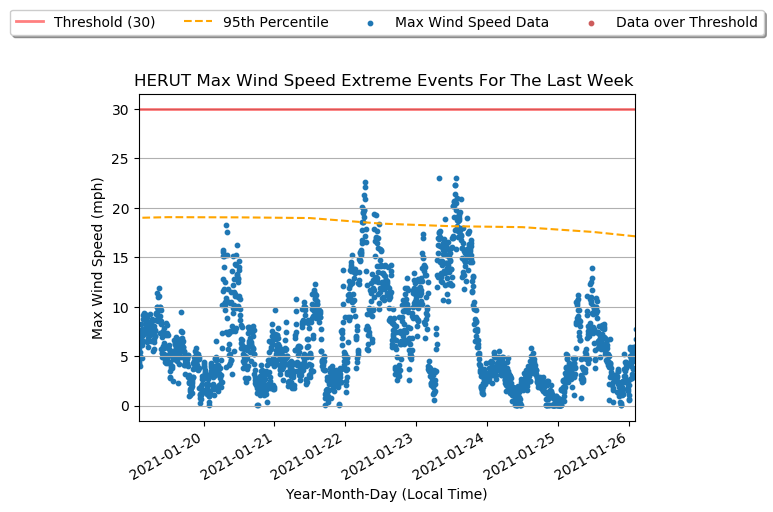 Threshold (30) 95th Percentile Max Wind Speed Data Data over Threshold
HERUT Max Wind Speed Extreme Events For The Last Week
30
25
20
15
10
5
0
Max Wind Speed (mph)
2021-01-20 2021-01-21 2021-01-22 2021-01-23 2021-01-24 2021-01-25 2021-01-26
Year-Month-Day (Local Time)